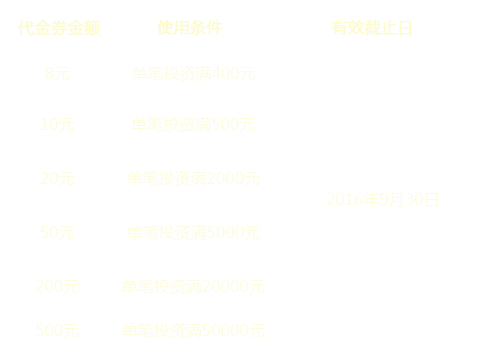 代金券金额 使用条件 有效截止日
8元 单笔投资满400元
10元 单笔投资满500元
20元 单笔投资满2000元
2016年9月30日
50元 单笔投资满5000元
200元 单笔投资满20000元
500元 单笔投资满50000元